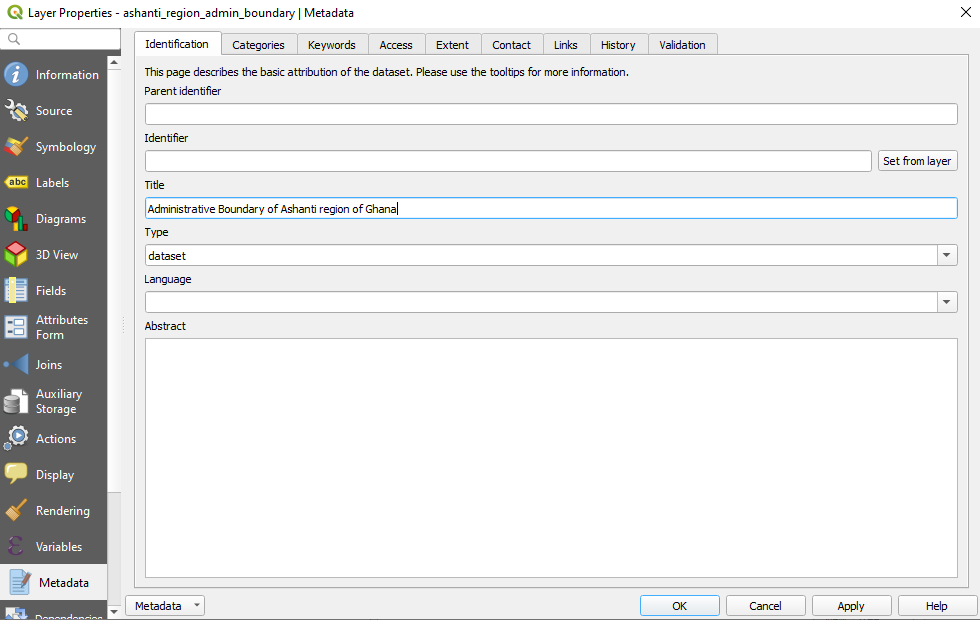 Layer Properties - ashanti_region_admin_boundary | Metadata
Information
Source
Symbology
abc Labels
Diagrams
3D View
Fields
Attributes
Form
Joins
Auxiliary
Storage
Actions
Display
Rendering
Variables
Metadata
Dependencies
Identification Categories Keywords Access Extent Contact Links History Validation
This page describes the basic attribution of the dataset. Please use the tooltips for more information.
Parent identifier
Identifier
Set from layer
Title
Administrative Boundary of Ashanti region of Ghana
Type
dataset
Language
Abstract
Metadata OK Cancel Apply Help